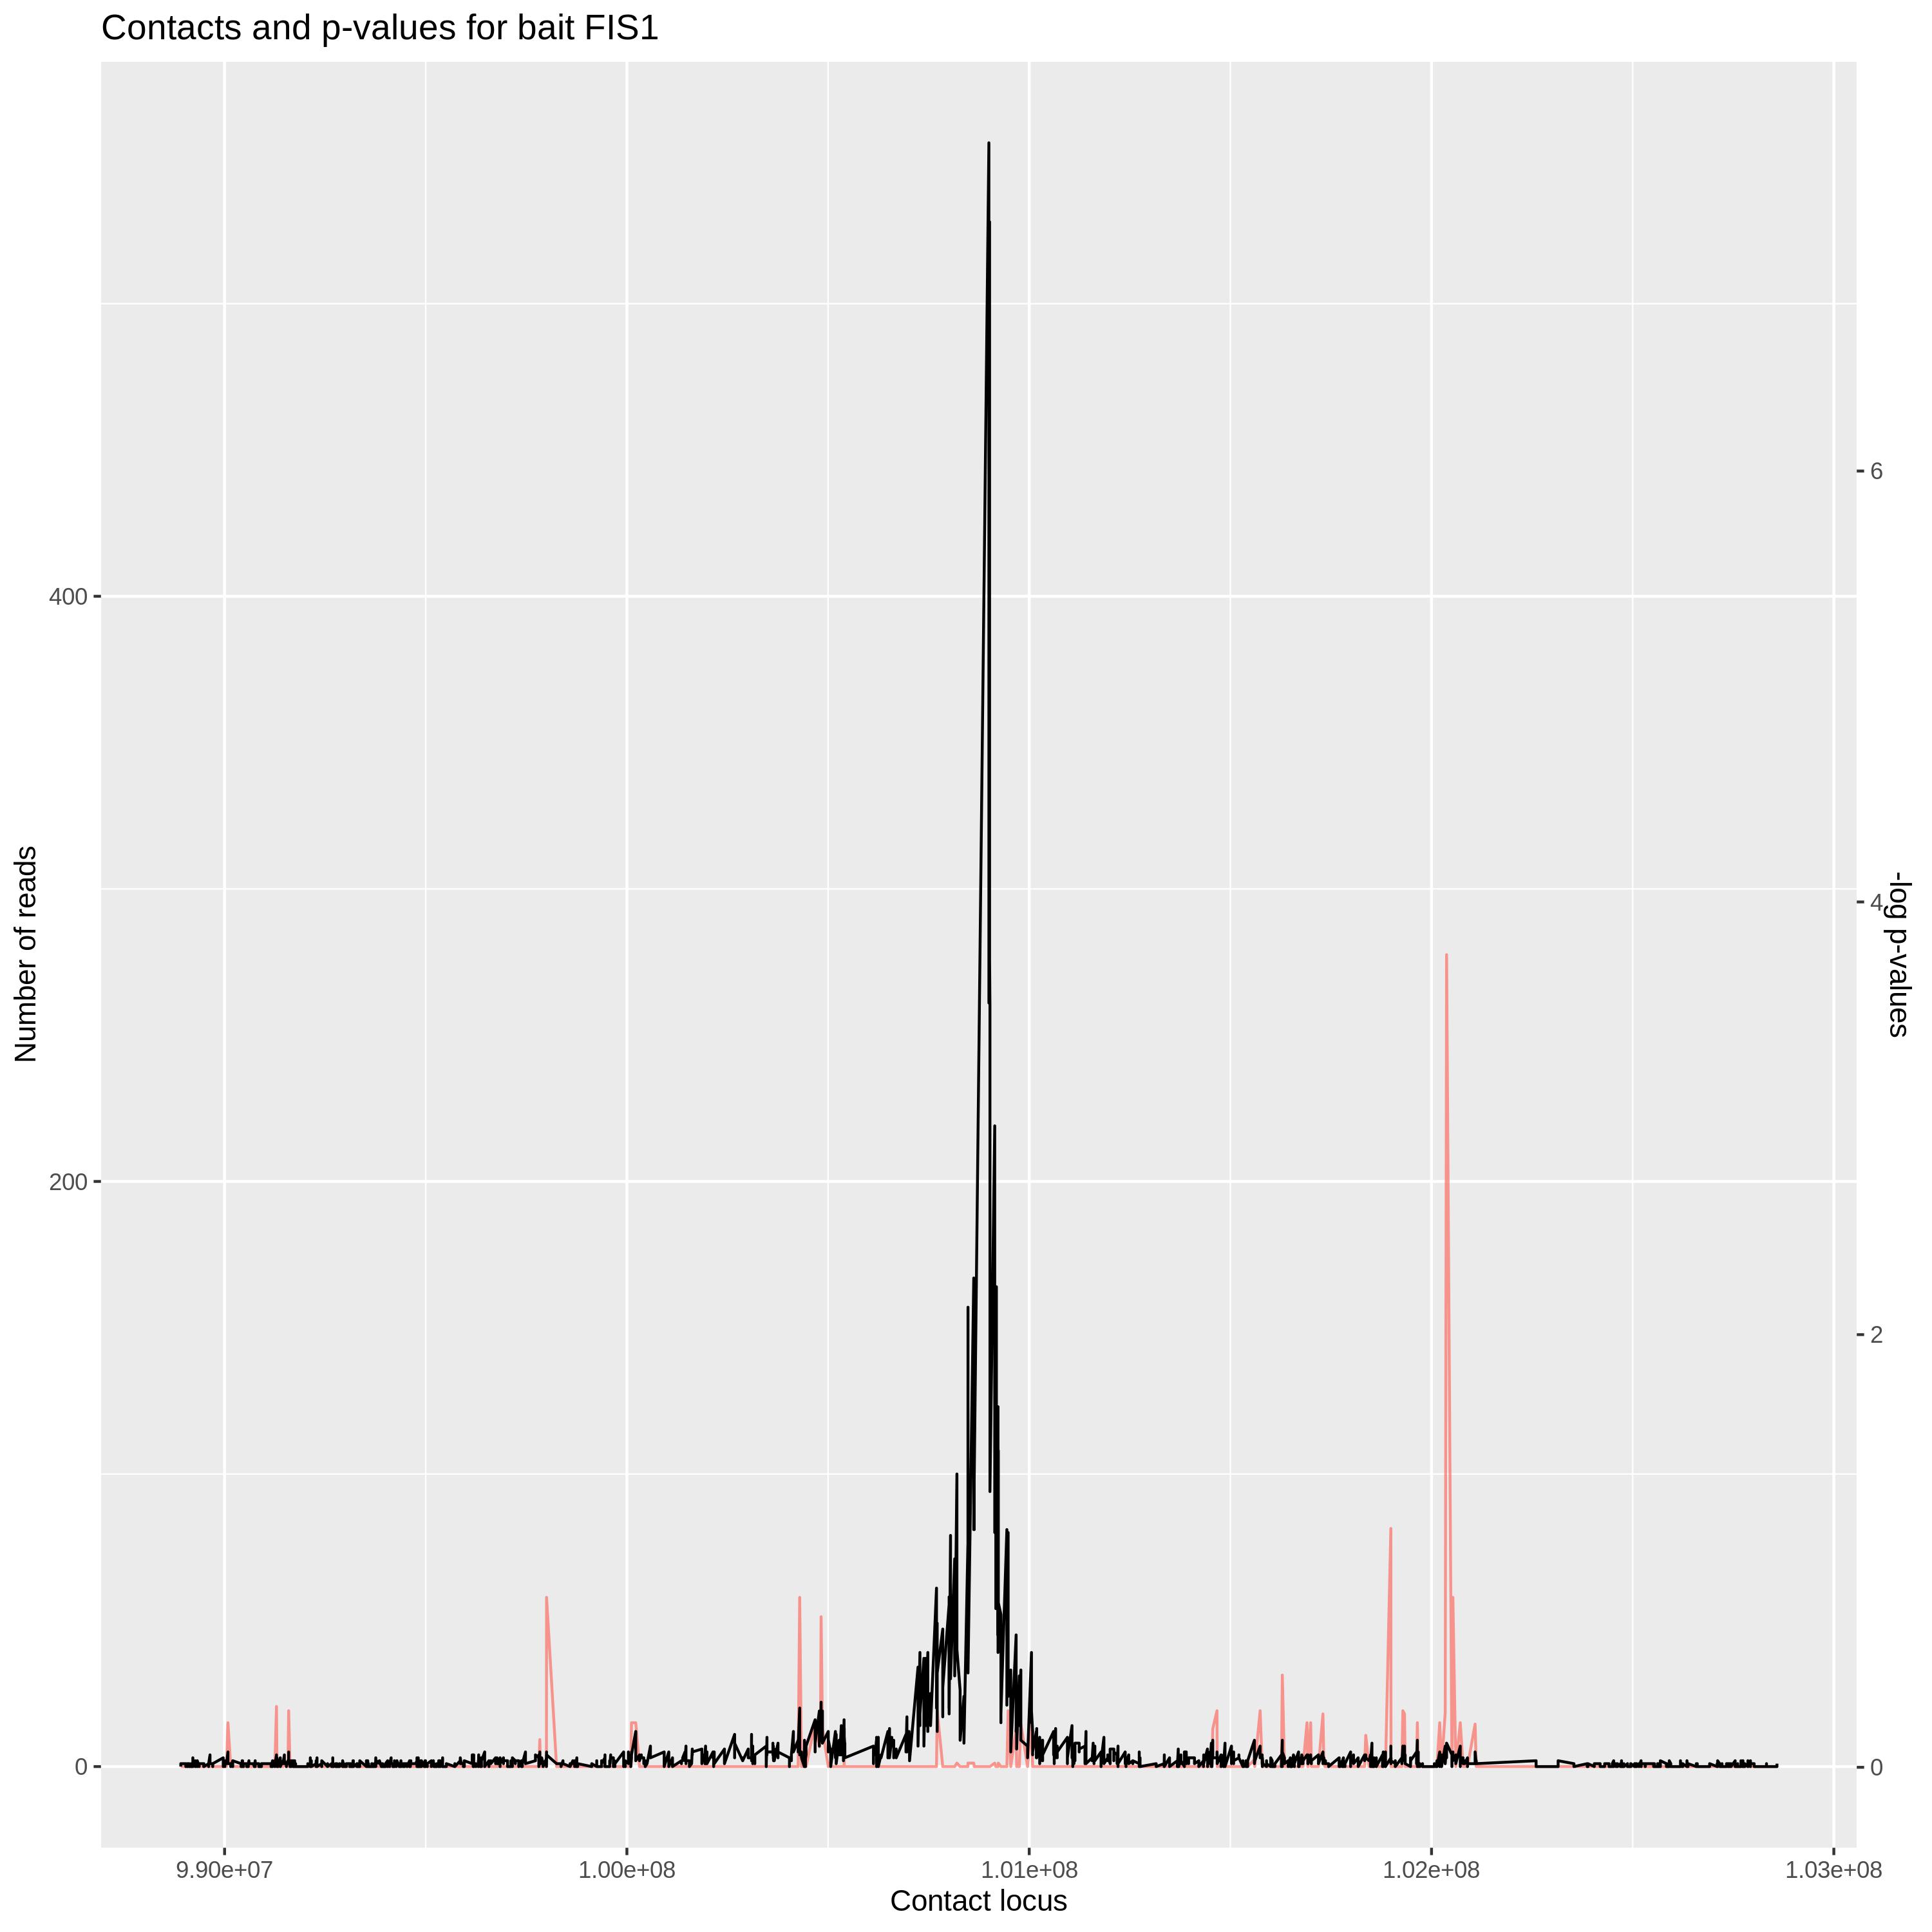 Contacts and p-values for bait FIS1
Number of reads
400
200
0
6
4
2
0
-log p-values
9.90e+07
1.00e+08
1.01e+08
1.02e+08
1.03e+08
Contact locus